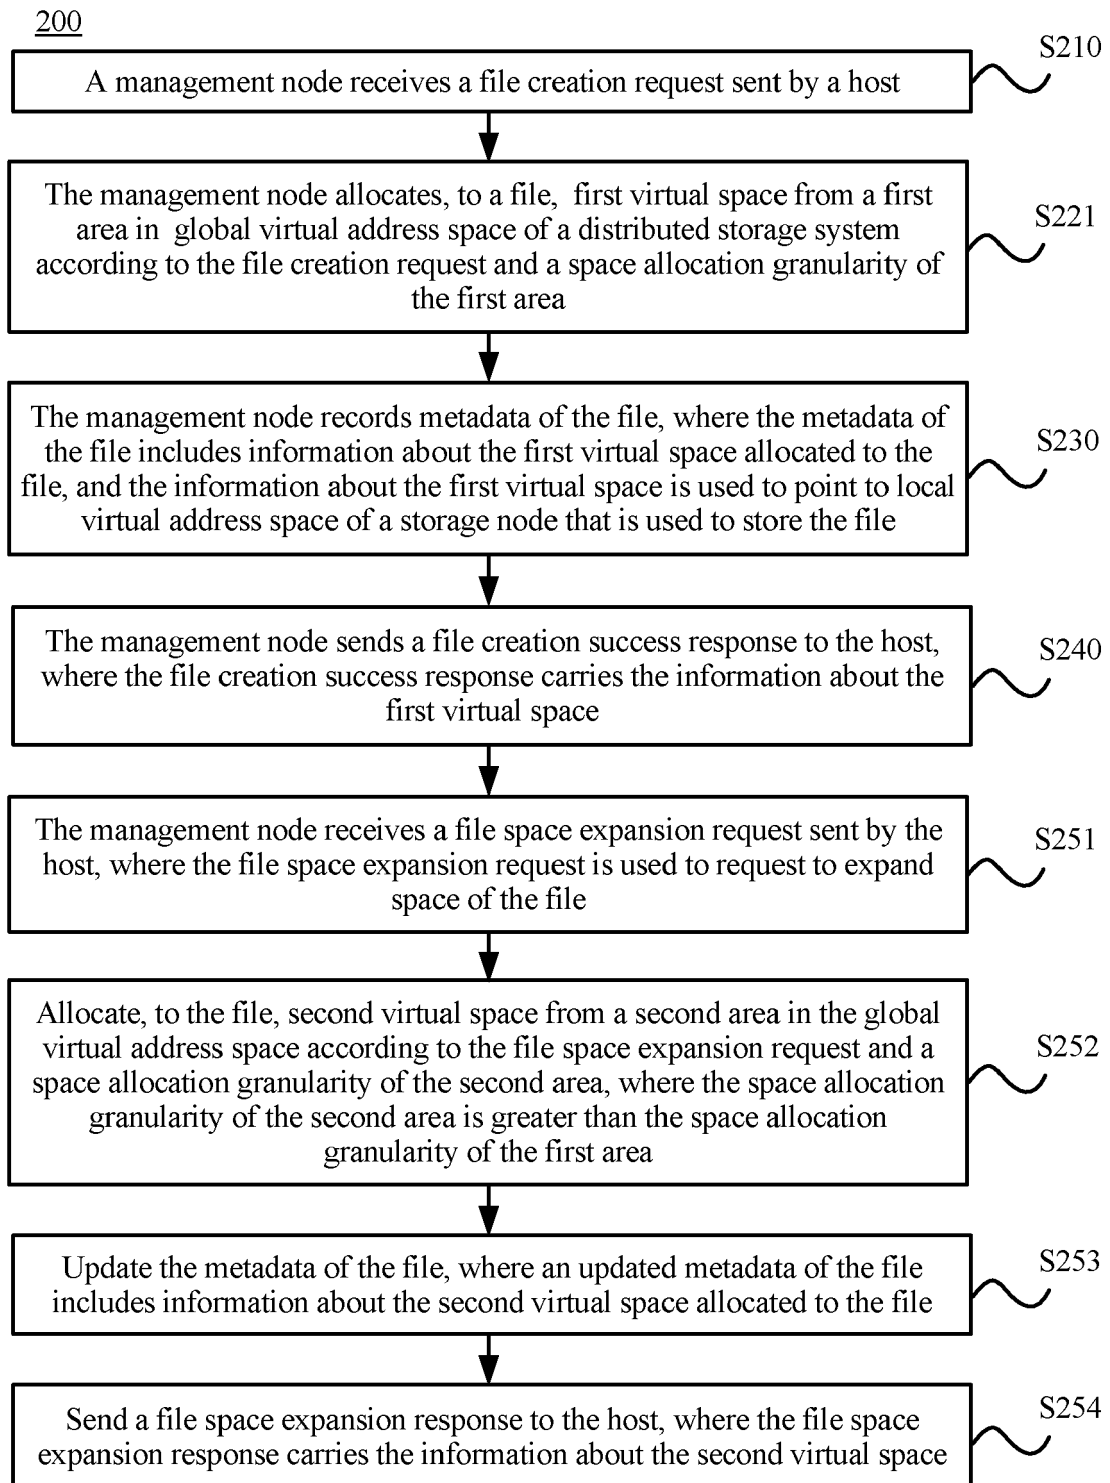 200
S210
A management node receives a file creation request sent by a host
The management node allocates, to a file, first virtual space from a first
area in global virtual address space of a distributed storage system
according to the file creation request and a space allocation granularity of
the first area
S221
The management node records metadata of the file, where the metadata of
the file includes information about the first virtual space allocated to the
file, and the information about the first virtual space is used to point to local
virtual address space of a storage node that is used to store the file
S230
The management node sends a file creation success response to the host,
where the file creation success response carries the information about the
first virtual space
S240
The management node receives a file space expansion request sent by the
host, where the file space expansion request is used to request to expand
space of the file
S251
Allocate, to the file, second virtual space from a second area in the global
virtual address space according to the file space expansion request and a
space allocation granularity of the second area, where the space allocation
granularity of the second area is greater than the space allocation
granularity of the first area
S252
Update the metadata of the file, where an updated metadata of the file
includes information about the second virtual space allocated to the file
S253
Send a file space expansion response to the host, where the file space
expansion response carries the information about the second virtual space
S254